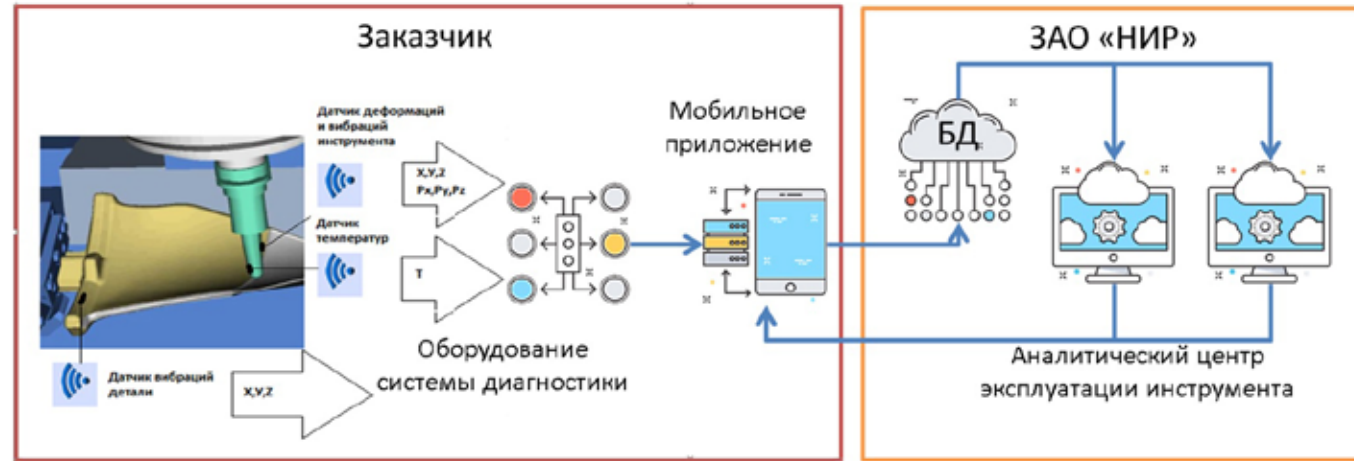 Заказчик
Датчик деформаций
и вибраций
инструмента
X,У,Z
Px,Py,Pz
Датчик
температур
T
Датчик вибраций
детали
X,У,Z
Оборудование
системы диагностики
Мобильное
приложение
ЗАО «НИР»
БД
Аналитический центр
эксплуатации инструмента